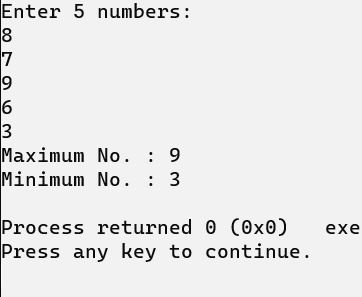 Enter 5 numbers:
8
7
9
6
3
Maximum No. : 9
Minimum No. : 3
Process returned 0 (0x0)   exe
Press any key to continue.